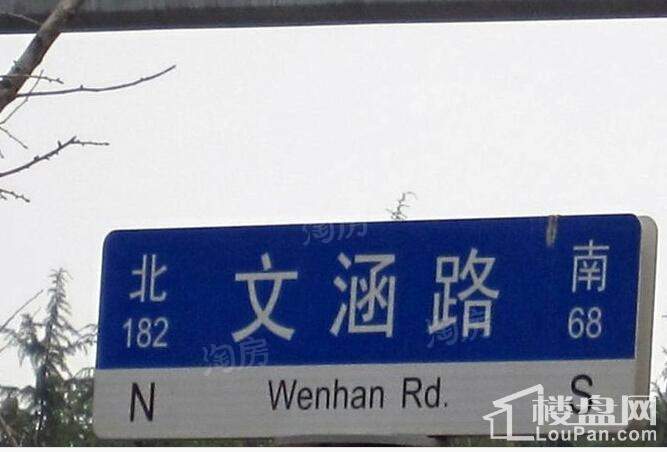 淘房
北 文涵路 南
182 68
淘房 淘房
N Wenhan Rd. S
楼盘网
LouPan.com